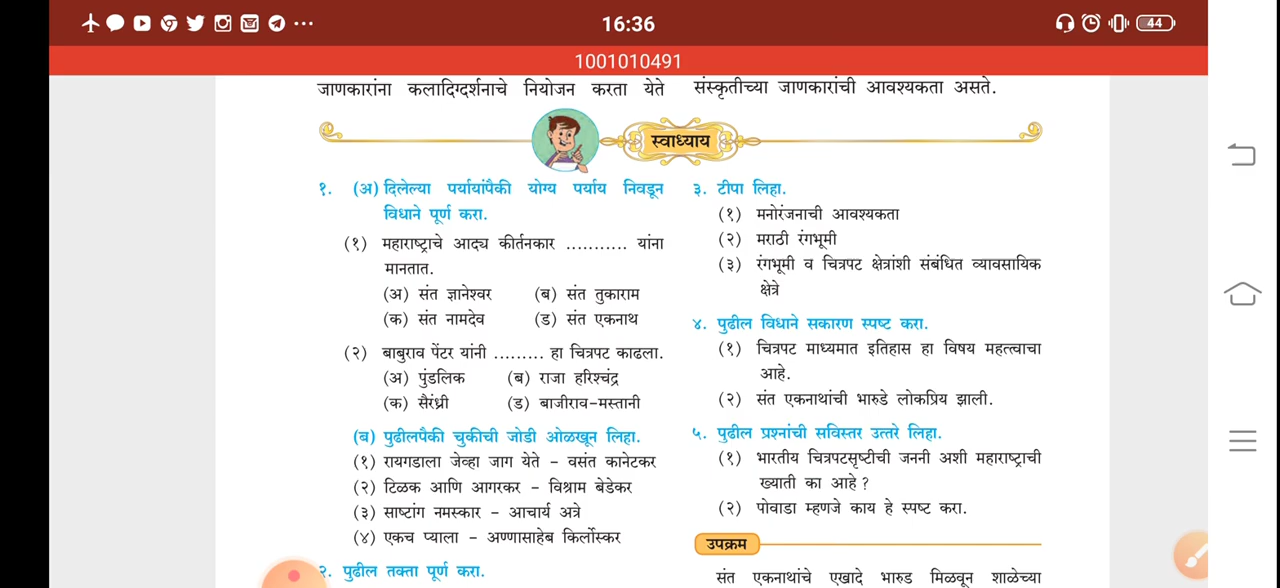 16:36
44
1001010491
जाणकारांना कलादिग्दर्शनाचे नियोजन करता येते
संस्कृतीच्या जाणकारांची आवश्यकता असते.
स्वाध्याय
१. (अ) दिलेल्या पर्यायांपैकी योग्य पर्याय निवडून
विधाने पूर्ण करा.
(१) महाराष्ट्राचे आद्य कीर्तनकार ........... यांना
मानतात.
(अ) संत ज्ञानेश्वर (ब) संत तुकाराम
(क) संत नामदेव (ड) संत एकनाथ
(२) बाबुराव पेंटर यांनी ......... हा चित्रपट काढला.
(अ) पुंडलिक (ब) राजा हरिश्चंद्र
(क) सैरंध्री (ड) बाजीराव-मस्तानी
(ब) पुढीलपैकी चुकीची जोडी ओळखून लिहा.
(१) रायगडाला जेव्हा जाग येते - वसंत कानेटकर
(२) टिळक आणि आगरकर - विश्राम बेडेकर
(३) साष्टांग नमस्कार - आचार्य अत्रे
(४) एकच प्याला - अण्णासाहेब किर्लोस्कर
२. पुढील तक्ता पूर्ण करा.
३. टीपा लिहा.
(१) मनोरंजनाची आवश्यकता
(२) मराठी रंगभूमी
(३) रंगभूमी व चित्रपट क्षेत्रांशी संबंधित व्यावसायिक
क्षेत्रे
४. पुढील विधाने सकारण स्पष्ट करा.
(१) चित्रपट माध्यमात इतिहास हा विषय महत्त्वाचा
आहे.
(२) संत एकनाथांची भारुडे लोकप्रिय झाली.
५. पुढील प्रश्नांची सविस्तर उत्तरे लिहा.
(१) भारतीय चित्रपटसृष्टीची जननी अशी महाराष्ट्राची
ख्याती का आहे ?
(२) पोवाडा म्हणजे काय हे स्पष्ट करा.
उपक्रम
संत एकनाथांचे एखादे भारुड मिळवून शाळेच्या